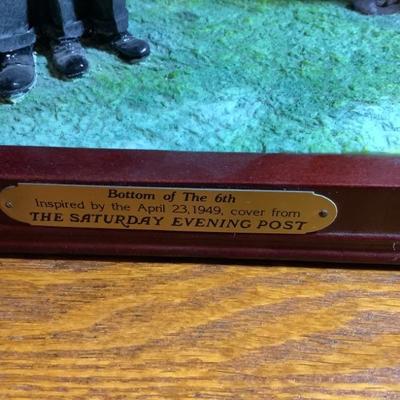 Bottom of The 6th
Inspired by the April 23,1949, cover from
THE SATURDAY EVENING POST